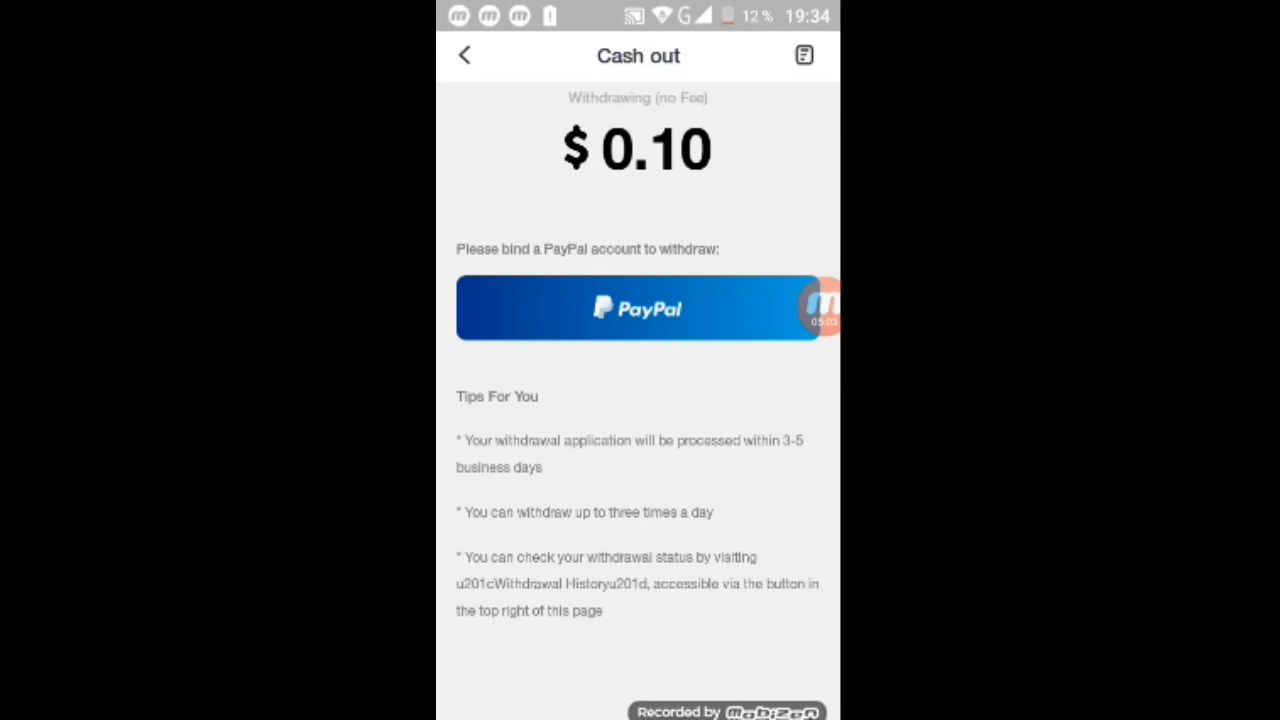 G 12 % 19:34
Cash out
Withdrawing (no Fee)
$ 0.10
Please bind a PayPal account to withdraw:
PayPal
05:03
Tips For You
* Your withdrawal application will be processed within 3-5
business days
* You can withdraw up to three times a day
* You can check your withdrawal status by visiting
u201cWithdrawal Historyu201d, accessible via the button in
the top right of this page
Recorded by mobizen